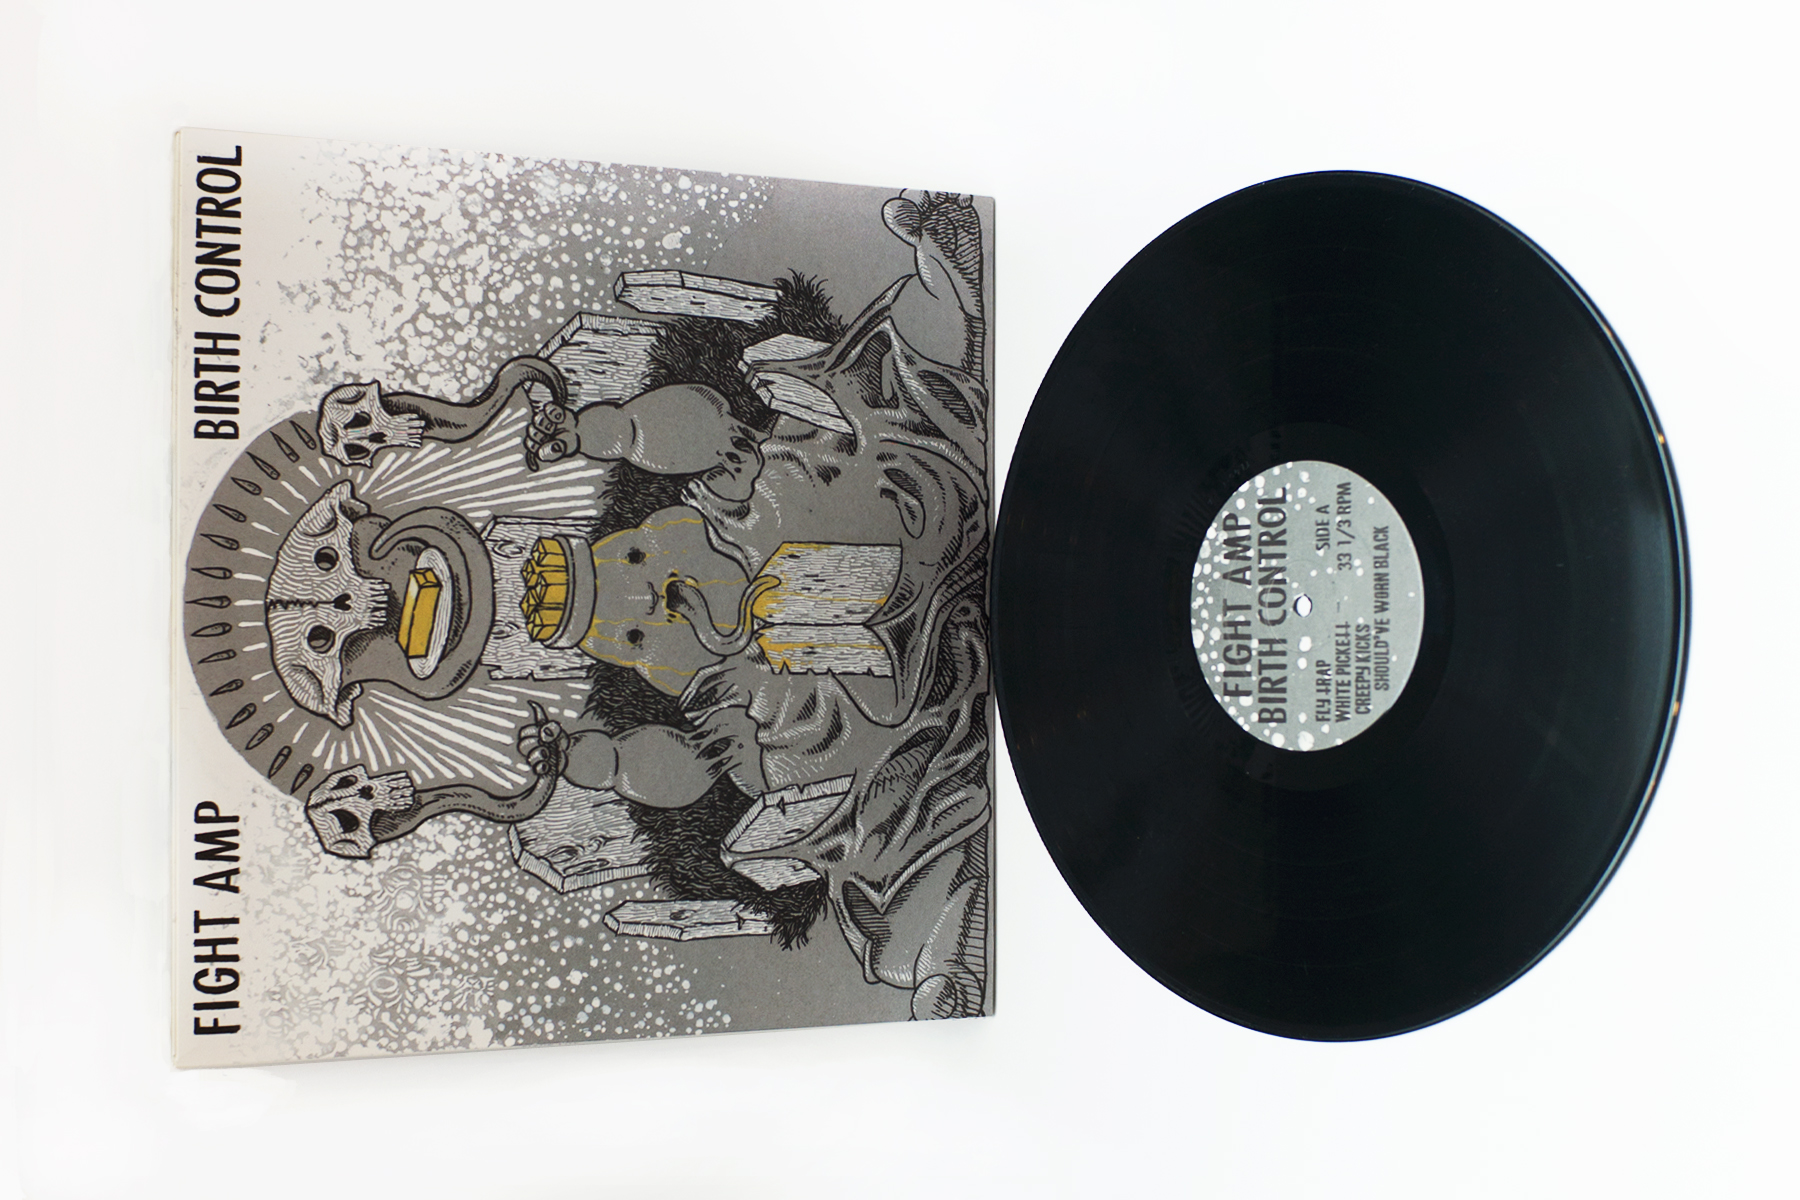 FIGHT AMP BIRTH CONTROL
FIGHT AMP
BIRTH CONTROL
FLY TRAP SIDE A
WHITE PICKETT 33 1/3 RPM
CREEPY KICKS
SHOULD'VE WORN BLACK